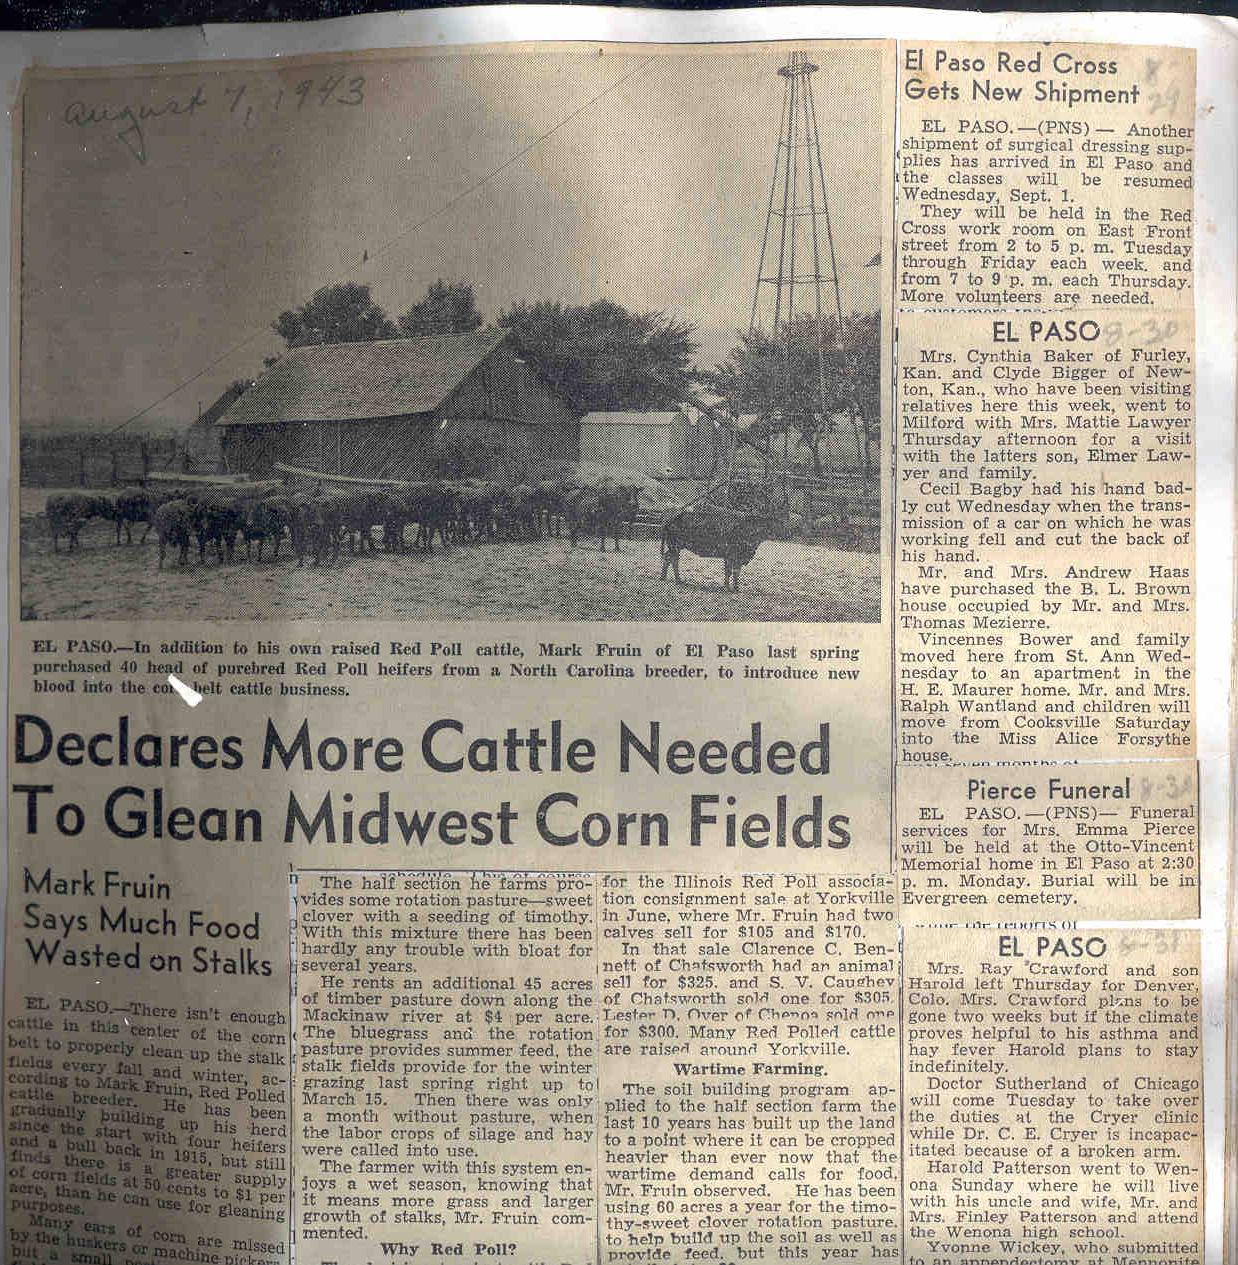 August 7, 1943
EL PASO.—In addition to his own raised Red Poll cattle, Mark Fruin of El Paso last spring
purchased 40 head of purebred Red Poll heifers from a North Carolina breeder, to introduce new
blood into the belt cattle business.
Declares More Cattle Needed
To Glean Midwest Corn Fields
Mark Fruin
Says Much Food
Wasted on Stalks
EL PASO.—There isn't enough
cattle in this center of the corn
belt to properly clean up the stalk
fields every fall and winter, ac-
cording to Mark Fruin, Red Polled
cattle breeder. He has been
gradually building up his herd
since the start with four heifers
and a bull back in 1915, but still
finds there is a greater supply
of corn fields at 50 cents to $1 per
acre, than he can use for gleaning
purposes.
Many ears of corn are missed
by the huskers or machine pickers
but a small
The half section he farms pro-
vides some rotation pasture—sweet
clover with a seeding of timothy.
With this mixture there has been
hardly any trouble with bloat for
several years.
He rents an additional 45 acres
of timber pasture down along the
Mackinaw river at $4 per acre.
The bluegrass and the rotation
pasture provides summer feed, the
stalk fields provide for the winter
grazing last spring right up to
March 15. Then there was only
a month without pasture, when
the labor crops of silage and hay
were called into use.
The farmer with this system en-
joys a wet season, knowing that
it means more grass and larger
growth of stalks, Mr. Fruin com-
mented.
Why Red Poll?
for the Illinois Red Poll associa-
tion consignment sale at Yorkville
in June, where Mr. Fruin had two
calves sell for $105 and $170.
In that sale Clarence C. Ben-
nett of Chatsworth had an animal
sell for $325. and S. V. Caughey
of Chatsworth sold one for $305.
Lester D. Over of Chenoa sold one
for $300. Many Red Polled cattle
are raised around Yorkville.
Wartime Farming.
The soil building program ap-
plied to the half section farm the
last 10 years has built up the land
to a point where it can be cropped
heavier than ever now that the
wartime demand calls for food,
Mr. Fruin observed. He has been
using 60 acres a year for the timo-
thy-sweet clover rotation pasture,
to help build up the soil as well as
provide feed, but this year has
El Paso Red Cross
Gets New Shipment
8-29
EL PASO.—(PNS) — Another
shipment of surgical dressing sup-
plies has arrived in El Paso and
the classes will be resumed
Wednesday, Sept. 1.
They will be held in the Red
Cross work room on East Front
street from 2 to 5 p. m. Tuesday
through Friday each week, and
from 7 to 9 p. m. each Thursday.
More volunteers are needed.
EL PASO 8-30
Mrs. Cynthia Baker of Furley,
Kan. and Clyde Bigger of New-
ton, Kan., who have been visiting
relatives here this week, went to
Milford with Mrs. Mattie Lawyer
Thursday afternoon for a visit
with the latters son, Elmer Law-
yer and family.
Cecil Bagby had his hand bad-
ly cut Wednesday when the trans-
mission of a car on which he was
working fell and cut the back of
his hand.
Mr. and Mrs. Andrew Haas
have purchased the B. L. Brown
house occupied by Mr. and Mrs.
Thomas Mezierre.
Vincennes Bower and family
moved here from St. Ann Wed-
nesday to an apartment in the
H. E. Maurer home. Mr. and Mrs.
Ralph Wantland and children will
move from Cooksville Saturday
into the Miss Alice Forsythe
house.
Pierce Funeral 8-30
EL PASO.—(PNS)— Funeral
services for Mrs. Emma Pierce
will be held at the Otto-Vincent
Memorial home in El Paso at 2:30
p. m. Monday. Burial will be in
Evergreen cemetery.
EL PASO 8-31
Mrs. Ray Crawford and son
Harold left Thursday for Denver,
Colo. Mrs. Crawford plans to be
gone two weeks but if the climate
proves helpful to his asthma and
hay fever Harold plans to stay
indefinitely.
Doctor Sutherland of Chicago
will come Tuesday to take over
the duties at the Cryer clinic
while Dr. C. E. Cryer is incapac-
itated because of a broken arm.
Harold Patterson went to Wen-
ona Sunday where he will live
with his uncle and wife, Mr. and
Mrs. Finley Patterson and attend
the Wenona high school.
Yvonne Wickey, who submitted
to an appendectomy at Mennonite